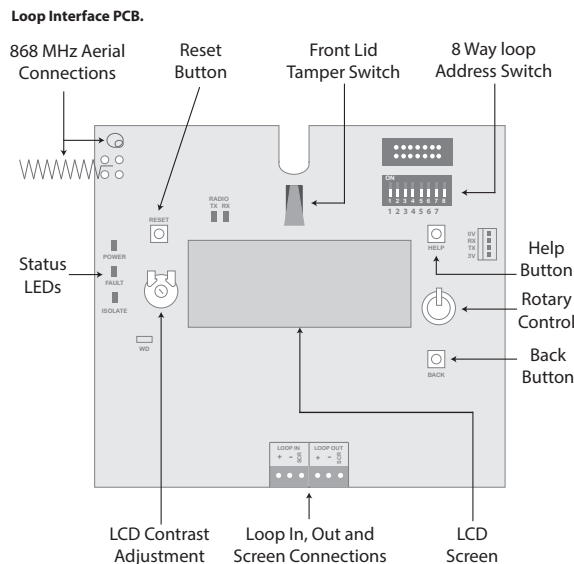 Loop Interface PCB.
868 MHz Aerial
Connections
Reset
Button
Front Lid
Tamper Switch
8 Way loop
Address Switch
ON
1 2 3 4 5 6 7 8
1 2 3 4 5 6 7
RADIO
TX RX
RESET
HELP
0V
RX
TX
3V
POWER
FAULT
ISOLATE
WD
Status
LEDs
Help
Button
Rotary
Control
Back
Button
BACK
LOOP IN
+ - SCR
LOOP OUT
+ - SCR
LCD Contrast
Adjustment
Loop In, Out and
Screen Connections
LCD
Screen